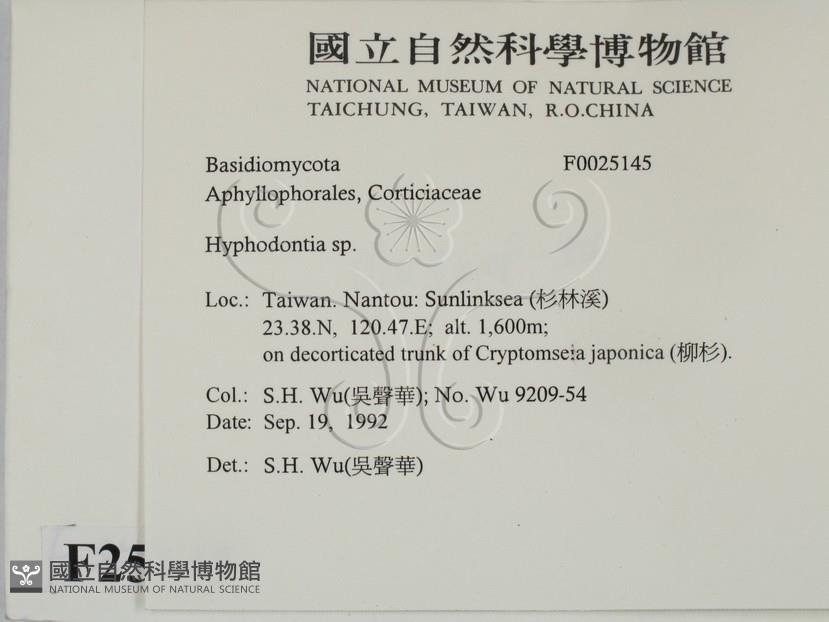 國立自然科學博物館
NATIONAL MUSEUM OF NATURAL SCIENCE
TAICHUNG, TAIWAN, R.O.CHINA
Basidiomycota F0025145
Aphyllophorales, Corticiaceae
Hyphodontia sp.
Loc.: Taiwan. Nantou: Sunlinksea (杉林溪)
23.38.N, 120.47.E; alt. 1,600m;
on decorticated trunk of Cryptomseia japonica (柳杉).
Col.: S.H. Wu(吳聲華); No. Wu 9209-54
Date: Sep. 19, 1992
Det.: S.H. Wu(吳聲華)
F25
國立自然科學博物館
NATIONAL MUSEUM OF NATURAL SCIENCE